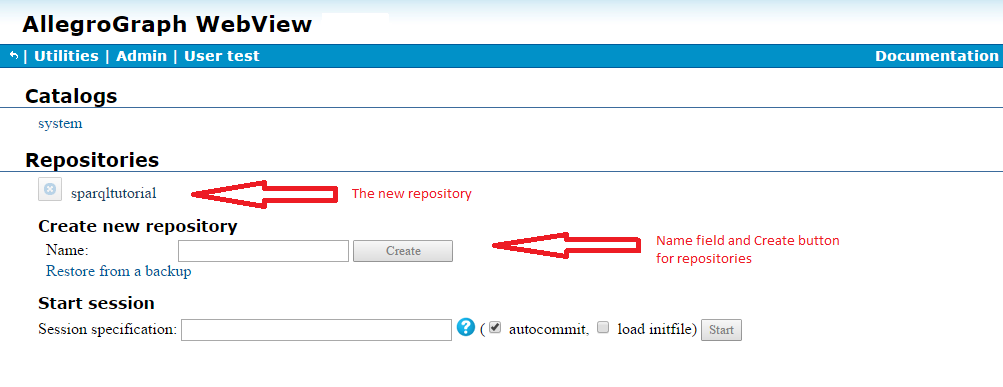 AllegroGraph WebView
| Utilities | Admin | User test Documentation
Catalogs
system
Repositories
sparqltutorial The new repository
Create new repository
Name: Create
Name field and Create button
for repositories
Restore from a backup
Start session
Session specification: ? ( autocommit, load initfile) Start